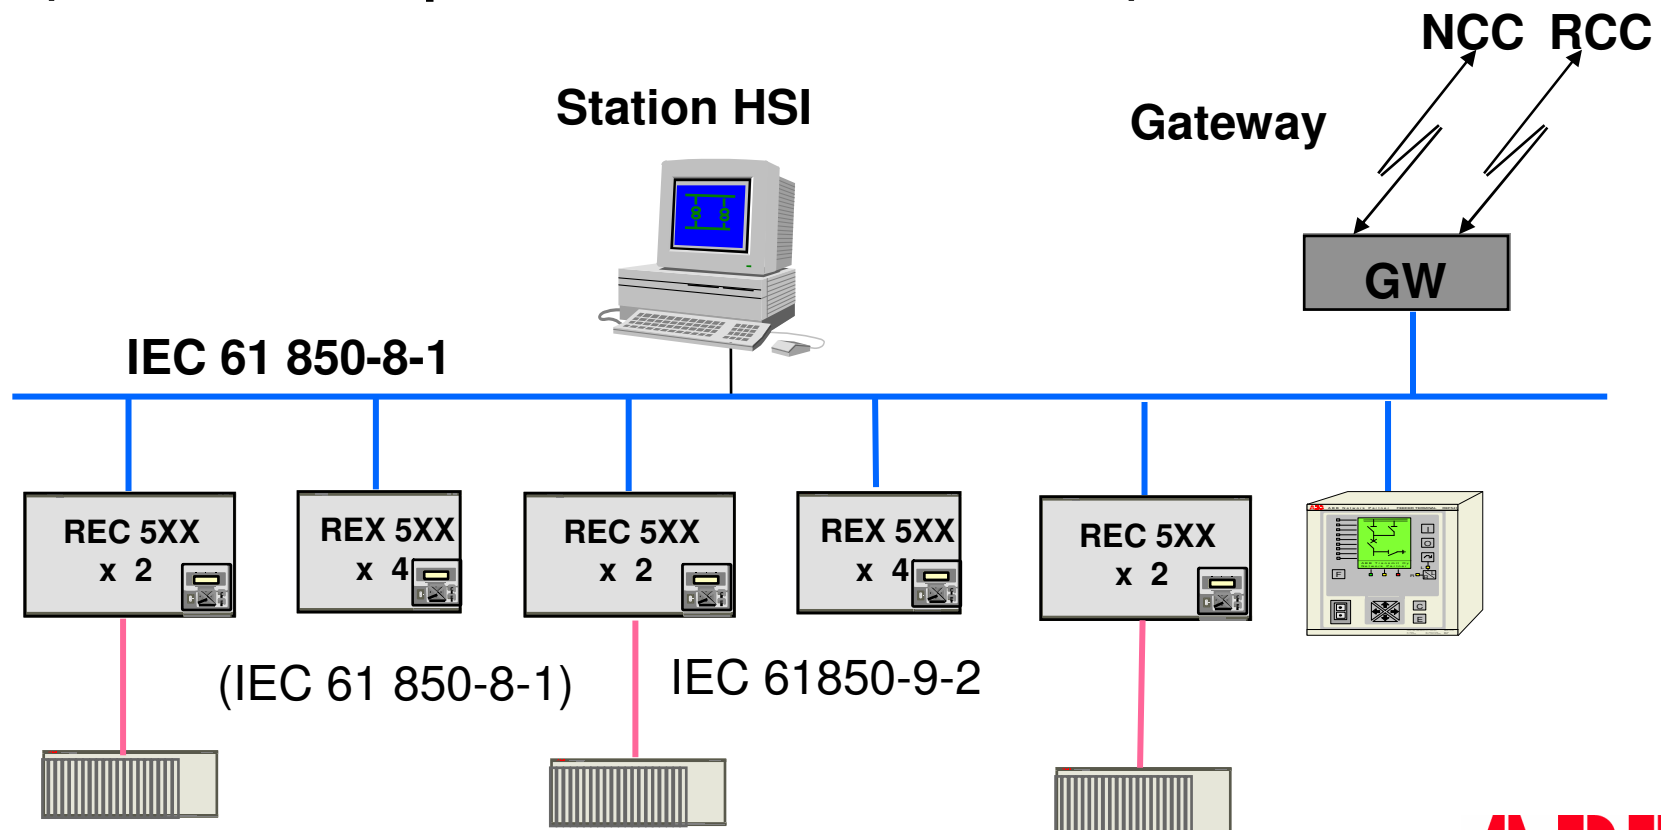 NCC RCC
Station HSI
Gateway
GW
IEC 61 850-8-1
REC 5XX
x 2
REX 5XX
x 4
REC 5XX
x 2
REX 5XX
x 4
REC 5XX
x 2
ABB
F
I
O
C
E
(IEC 61 850-8-1)
IEC 61850-9-2